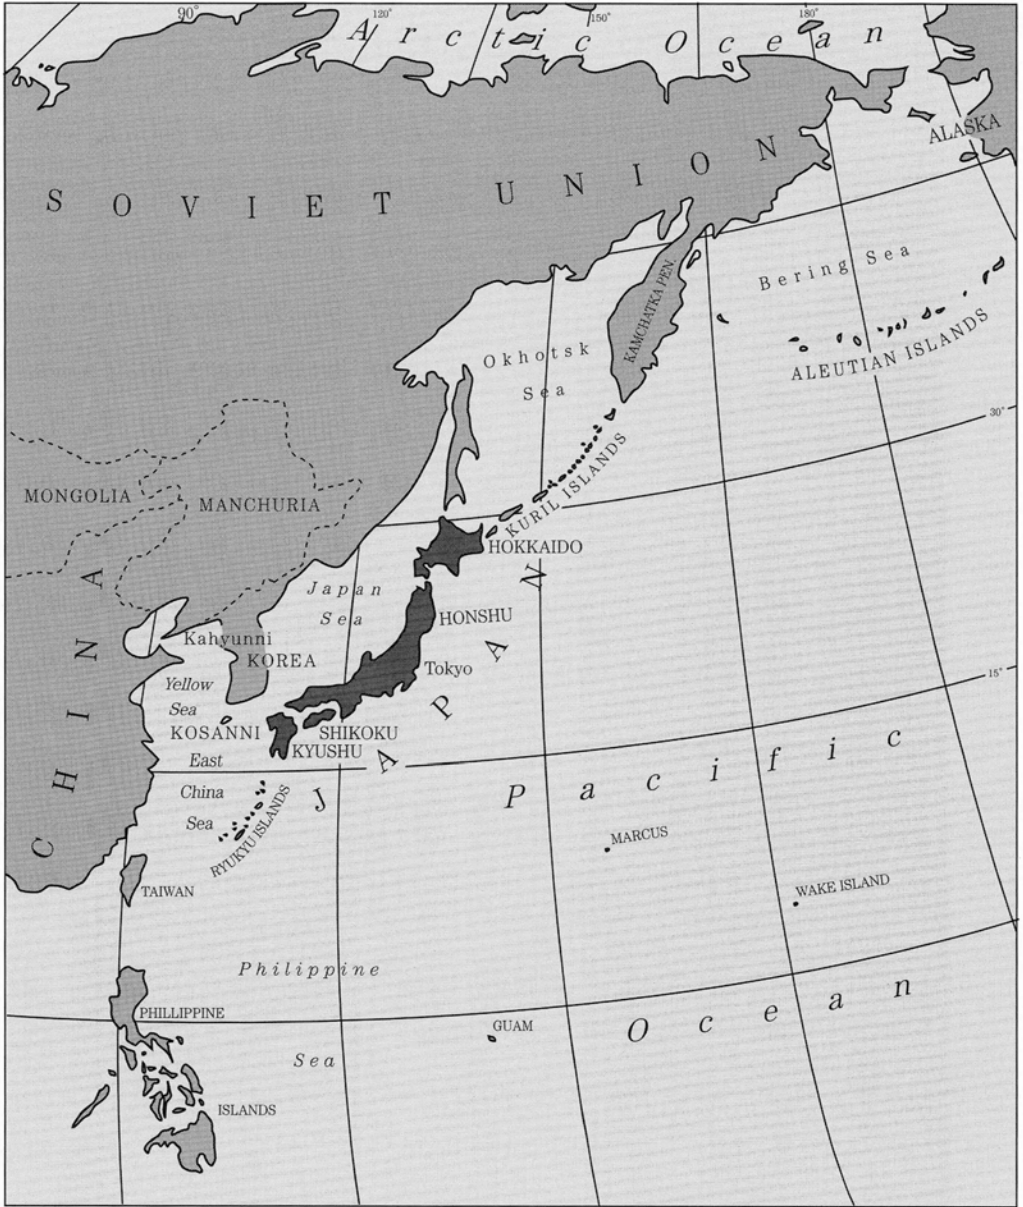 90°
120°
150°
180°
Arctic Ocean
ALASKA
SOVIET UNION
Bering Sea
KAMCHATKA PEN.
ALEUTIAN ISLANDS
Okhotsk
Sea
30°
KURIL ISLANDS
MONGOLIA
MANCHURIA
HOKKAIDO
CHINA
Japan
Sea
HONSHU
JAPAN
Kahyunni
KOREA
Tokyo
15°
Yellow
Sea
KOSANNI
SHIKOKU
KYUSHU
East
China
Sea
RYUKYU ISLANDS
Pacific
MARCUS
WAKE ISLAND
TAIWAN
Philippine
Sea
PHILLIPPINE
ISLANDS
GUAM
Ocean